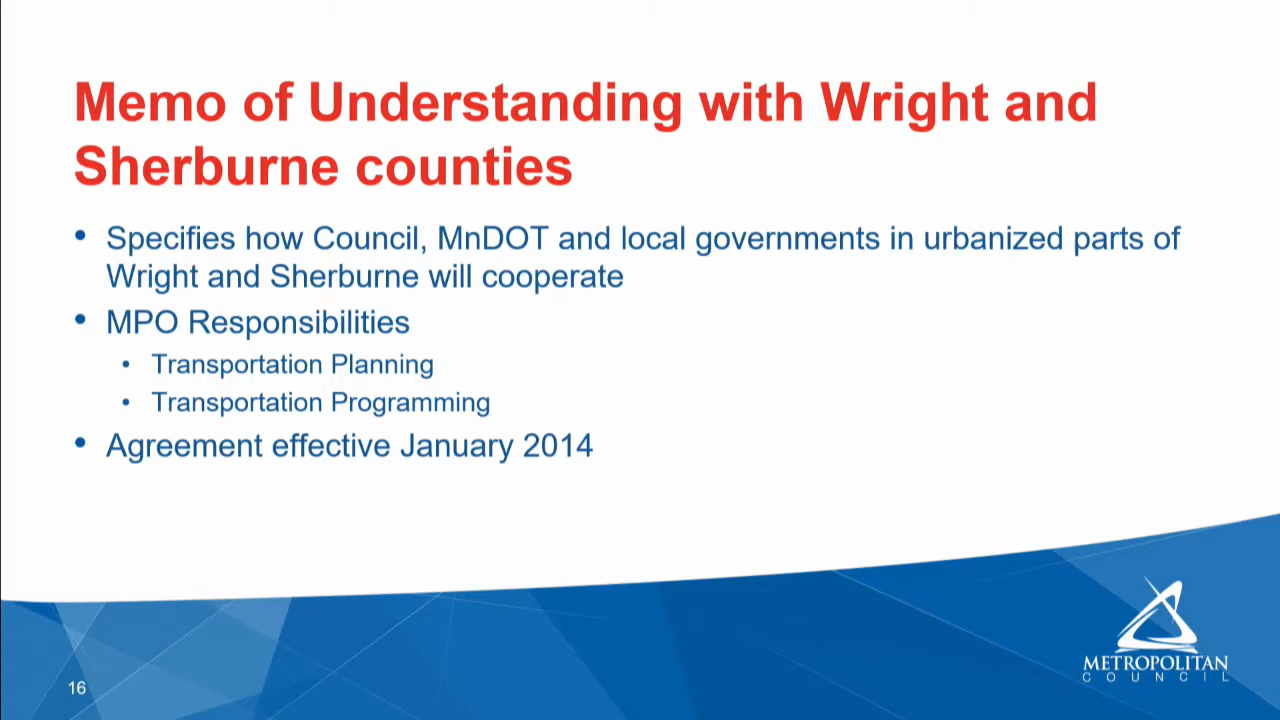 Memo of Understanding with Wright and
Sherburne counties
• Specifies how Council, MnDOT and local governments in urbanized parts of
Wright and Sherburne will cooperate
• MPO Responsibilities
• Transportation Planning
• Transportation Programming
• Agreement effective January 2014
METROPOLITAN
COUNCIL
16